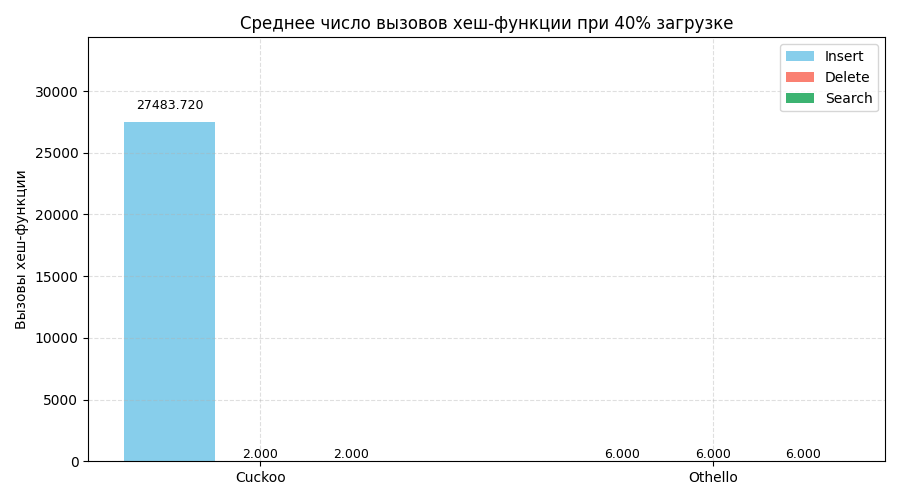 Среднее число вызовов хеш-функции при 40% загрузке
Insert
Delete
Search
Вызовы хеш-функции
30000
25000
20000
15000
10000
5000
0
27483.720
2.000
2.000
6.000
6.000
6.000
Cuckoo
Othello